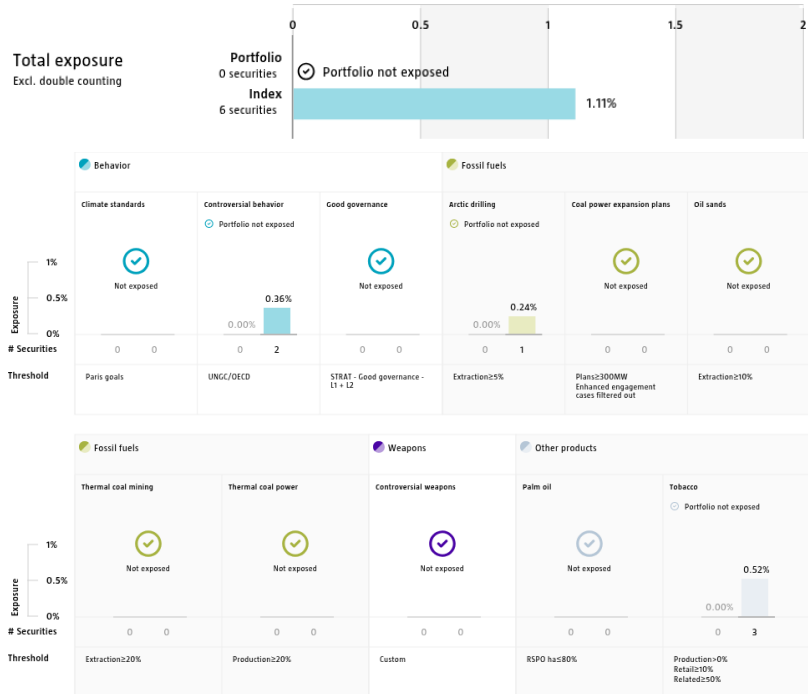 0 0.5 1 1.5 2
Total exposure
Excl. double counting
Portfolio
0 securities
Portfolio not exposed
Index
6 securities
1.11%
Behavior
Fossil fuels
Climate standards
Controversial behavior
Good governance
Arctic drilling
Coal power expansion plans
Oil sands
Portfolio not exposed
Portfolio not exposed
Not exposed
Not exposed
Not exposed
Not exposed
Exposure
1%
0.5%
0%
0.00%
0.36%
0.00%
0.24%
# Securities
0 0 0 2 0 0 0 1 0 0 0 0
Threshold
Paris goals
UNGC/OECD
STRAT - Good governance -
L1 + L2
Extraction≥5%
Plans≥300MW
Enhanced engagement
cases filtered out
Extraction≥10%
Fossil fuels
Weapons
Other products
Thermal coal mining
Thermal coal power
Controversial weapons
Palm oil
Tobacco
Portfolio not exposed
Not exposed
Not exposed
Not exposed
Not exposed
Exposure
1%
0.5%
0%
0.00%
0.52%
# Securities
0 0 0 0 0 0 0 0 0 3
Threshold
Extraction≥20%
Production≥20%
Custom
RSPO ha≤80%
Production>0%
Retail≥10%
Related≥50%